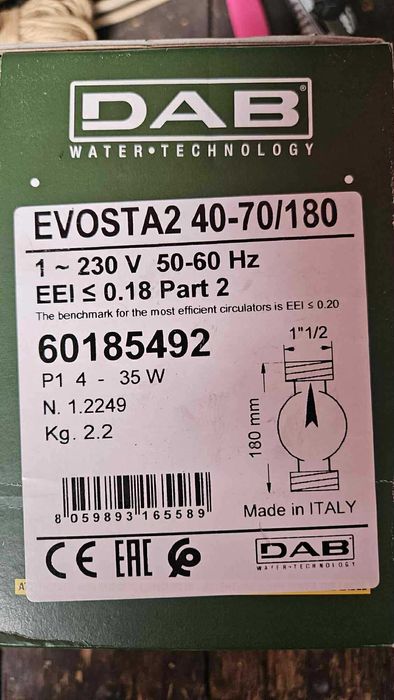 DAB
WATER•TECHNOLOGY
EVOSTA2 40-70/180
1 ~ 230 V 50-60 Hz
EEI ≤ 0.18 Part 2
The benchmark for the most efficient circulators is EEI ≤ 0.20
60185492
1"1/2
P1 4 - 35 W
N. 1.2249
Kg. 2.2
180 mm
8 059893 165589
Made in ITALY
CE EAC
DAB
WATER•TECHNOLOGY